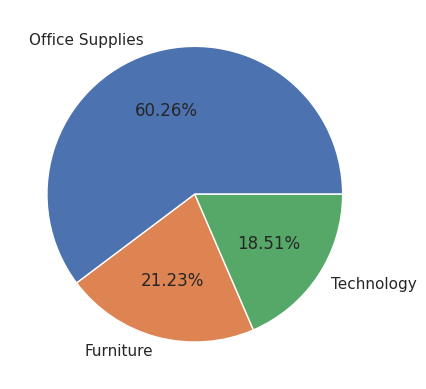 Office Supplies
60.26%
18.51%
21.23%
Technology
Furniture